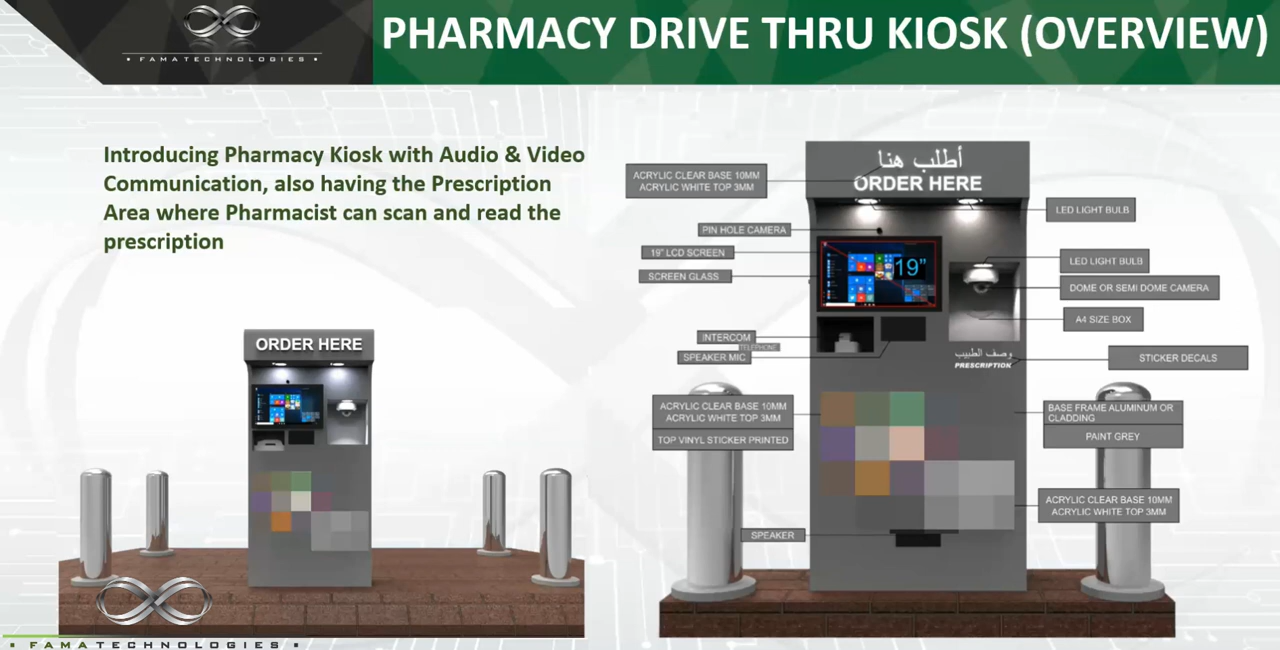 PHARMACY DRIVE THRU KIOSK (OVERVIEW)
• FAMATECHNOLOGIES •
Introducing Pharmacy Kiosk with Audio & Video
Communication, also having the Prescription
Area where Pharmacist can scan and read the
prescription
ORDER HERE
• FAMATECHNOLOGIES •
أطلب هنا
ORDER HERE
ACRYLIC CLEAR BASE 10MM
ACRYLIC WHITE TOP 3MM
PIN HOLE CAMERA
19" LCD SCREEN
SCREEN GLASS
19"
INTERCOM
TELEPHONE
SPEAKER MIC
ACRYLIC CLEAR BASE 10MM
ACRYLIC WHITE TOP 3MM
TOP VINYL STICKER PRINTED
SPEAKER
LED LIGHT BULB
LED LIGHT BULB
DOME OR SEMI DOME CAMERA
A4 SIZE BOX
وصف الطبيب
PRESCRIPTION
STICKER DECALS
BASE FRAME ALUMINUM OR
CLADDING
PAINT GREY
ACRYLIC CLEAR BASE 10MM
ACRYLIC WHITE TOP 3MM